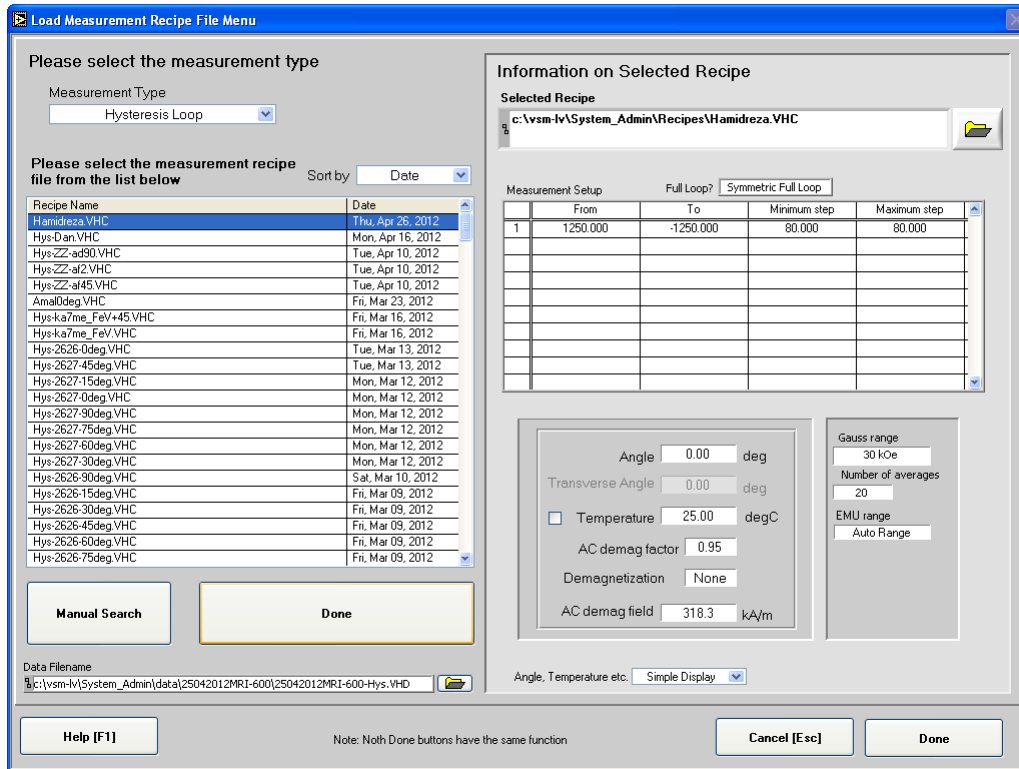 Load Measurement Recipe File Menu
Please select the measurement type
Measurement Type
Hysteresis Loop
Please select the measurement recipe
file from the list below
Sort by Date
Recipe Name Date
Hamidreza.VHC Thu, Apr 26, 2012
Hys-Dan.VHC Mon, Apr 16, 2012
Hys-ZZ-ad90.VHC Tue, Apr 10, 2012
Hys-ZZ-af2.VHC Tue, Apr 10, 2012
Hys-ZZ-af45.VHC Tue, Apr 10, 2012
Amal0deg.VHC Fri, Mar 23, 2012
Hys-ka7me_FeV+45.VHC Fri, Mar 16, 2012
Hys-ka7me_FeV.VHC Fri, Mar 16, 2012
Hys-2626-0deg.VHC Tue, Mar 13, 2012
Hys-2627-45deg.VHC Tue, Mar 13, 2012
Hys-2627-15deg.VHC Mon, Mar 12, 2012
Hys-2627-0deg.VHC Mon, Mar 12, 2012
Hys-2627-90deg.VHC Mon, Mar 12, 2012
Hys-2627-75deg.VHC Mon, Mar 12, 2012
Hys-2627-60deg.VHC Mon, Mar 12, 2012
Hys-2627-30deg.VHC Mon, Mar 12, 2012
Hys-2626-90deg.VHC Sat, Mar 10, 2012
Hys-2626-15deg.VHC Fri, Mar 09, 2012
Hys-2626-30deg.VHC Fri, Mar 09, 2012
Hys-2626-45deg.VHC Fri, Mar 09, 2012
Hys-2626-60deg.VHC Fri, Mar 09, 2012
Hys-2626-75deg.VHC Fri, Mar 09, 2012
Manual Search
Done
Data Filename
c:\vsm-lv\System_Admin\data\25042012MRI-600\25042012MRI-600-Hys.VHD
Information on Selected Recipe
Selected Recipe
c:\vsm-lv\System_Admin\Recipes\Hamidreza.VHC
Measurement Setup Full Loop? Symmetric Full Loop
From To Minimum step Maximum step
1 1250.000 -1250.000 80.000 80.000
Angle 0.00 deg
Transverse Angle 0.00 deg
Temperature 25.00 degC
AC demag factor 0.95
Demagnetization None
AC demag field 318.3 kA/m
Gauss range
30 kOe
Number of averages
20
EMU range
Auto Range
Angle, Temperature etc. Simple Display
Help [F1]
Note: Noth Done buttons have the same function
Cancel [Esc]
Done